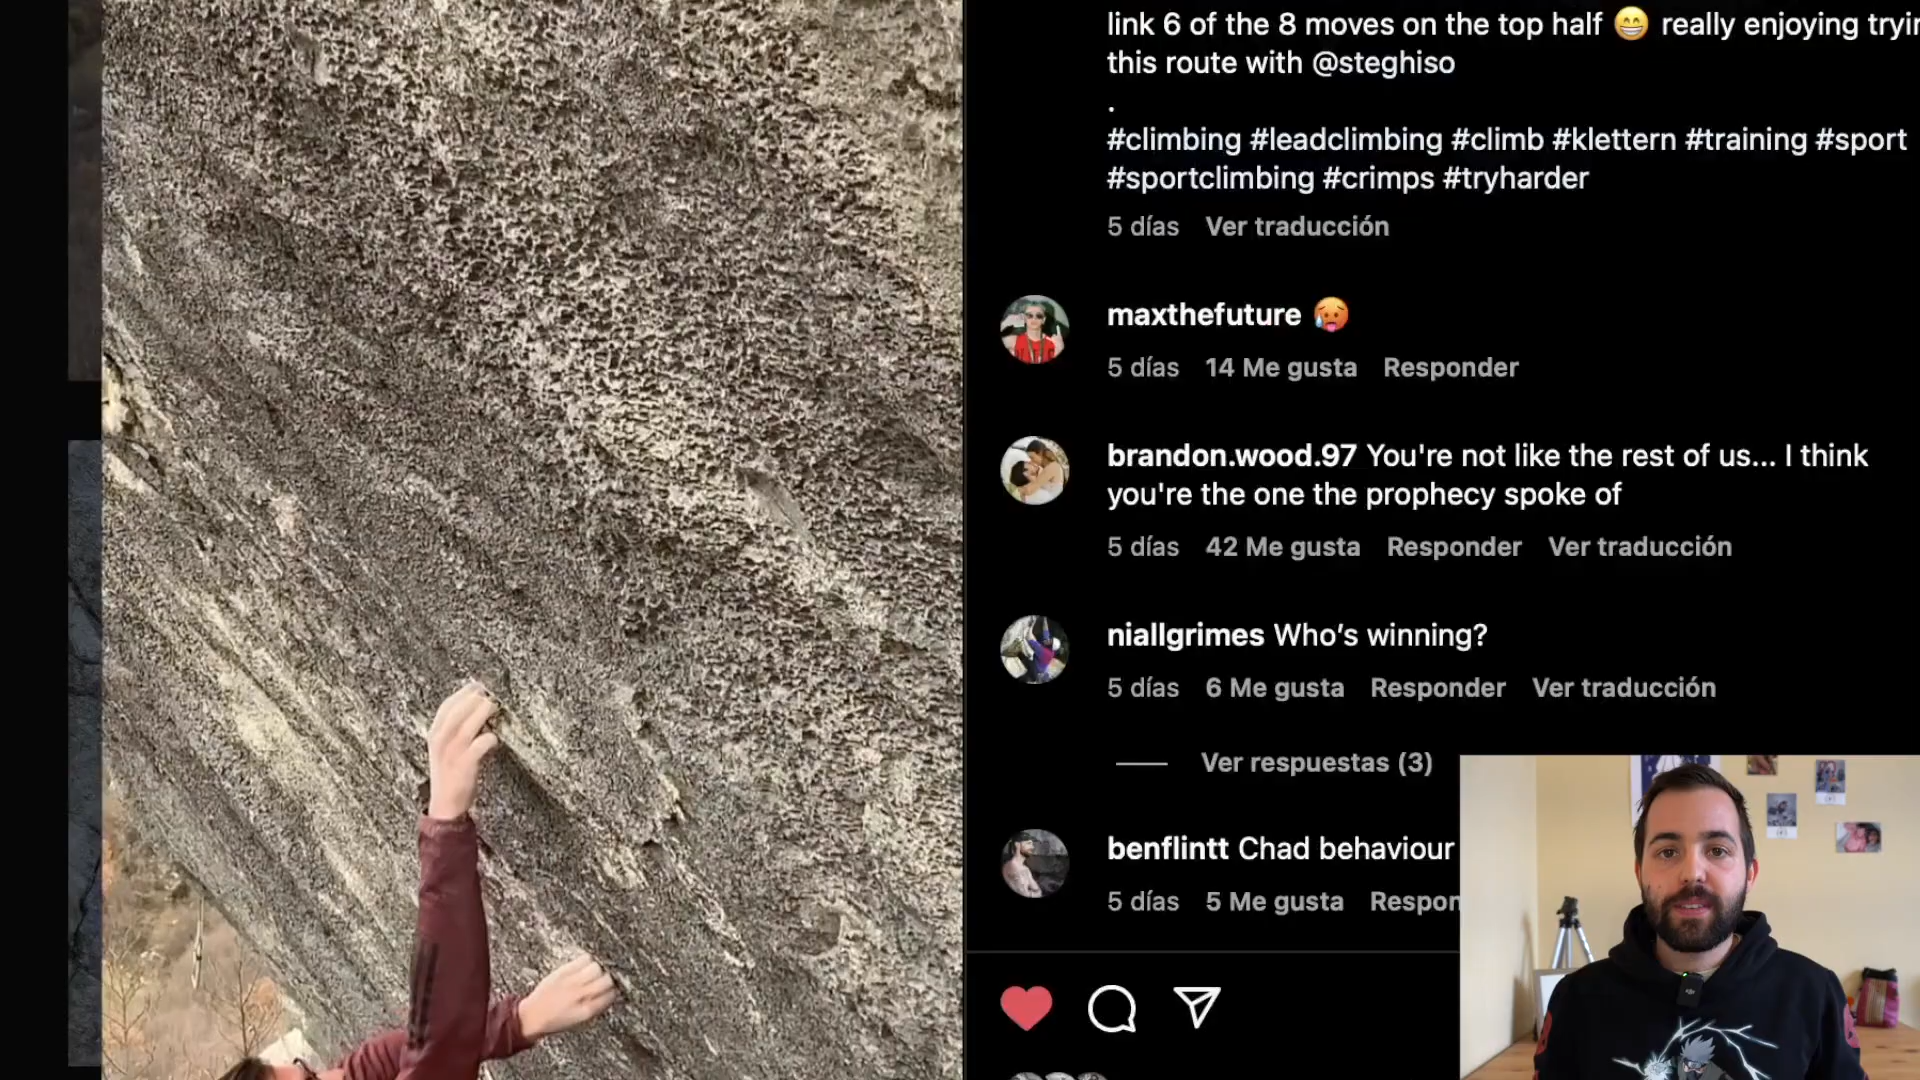 link 6 of the 8 moves on the top half 😁 really enjoying
this route with @steghiso
.
#climbing #leadclimbing #climb #klettern #training #sport
#sportclimbing #crimps #tryharder
5 días Ver traducción
maxthefuture 🥵
5 días 14 Me gusta Responder
brandon.wood.97 You're not like the rest of us... I think
you're the one the prophecy spoke of
5 días 42 Me gusta Responder Ver traducción
niallgrimes Who’s winning?
5 días 6 Me gusta Responder Ver traducción
Ver respuestas (3)
benflintt Chad behaviour
5 días 5 Me gusta